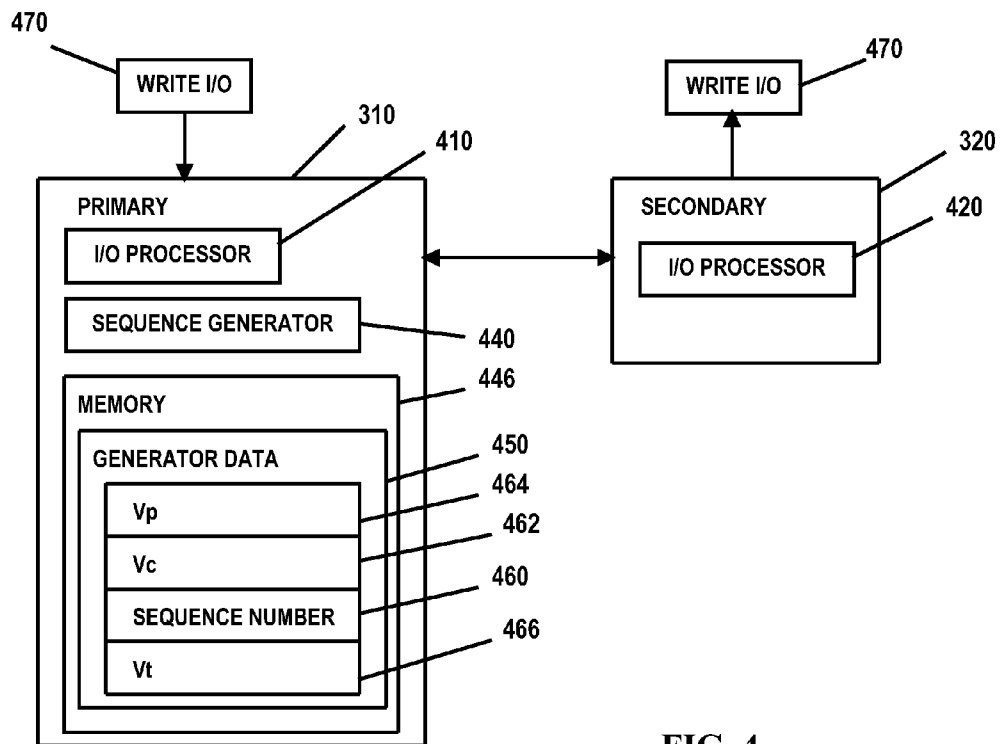 470
WRITE I/O
310
410
PRIMARY
I/O PROCESSOR
SEQUENCE GENERATOR
440
446
MEMORY
450
GENERATOR DATA
464
Vp
462
Vc
460
SEQUENCE NUMBER
466
Vt
470
WRITE I/O
320
SECONDARY
420
I/O PROCESSOR
FIG. 4